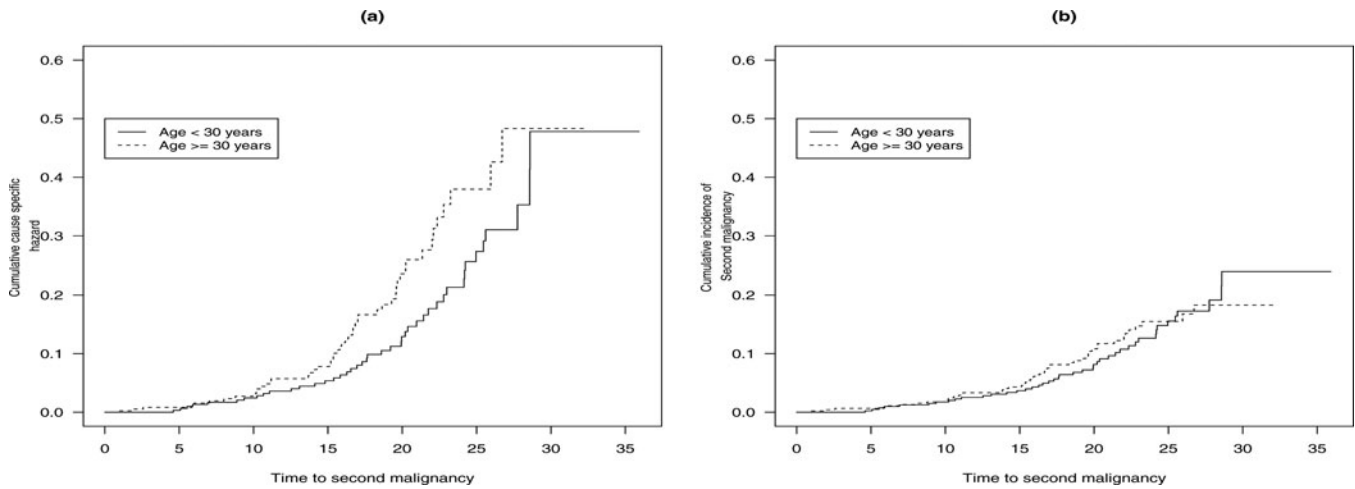 (a)
0.6
0.5
0.4
0.3
0.2
0.1
0.0
Cumulative cause specific
hazard
Age < 30 years
Age >= 30 years
0 5 10 15 20 25 30 35
Time to second malignancy
(b)
0.6
0.5
0.4
0.3
0.2
0.1
0.0
Cumulative incidence of
Second malignancy
Age < 30 years
Age >= 30 years
0 5 10 15 20 25 30 35
Time to second malignancy